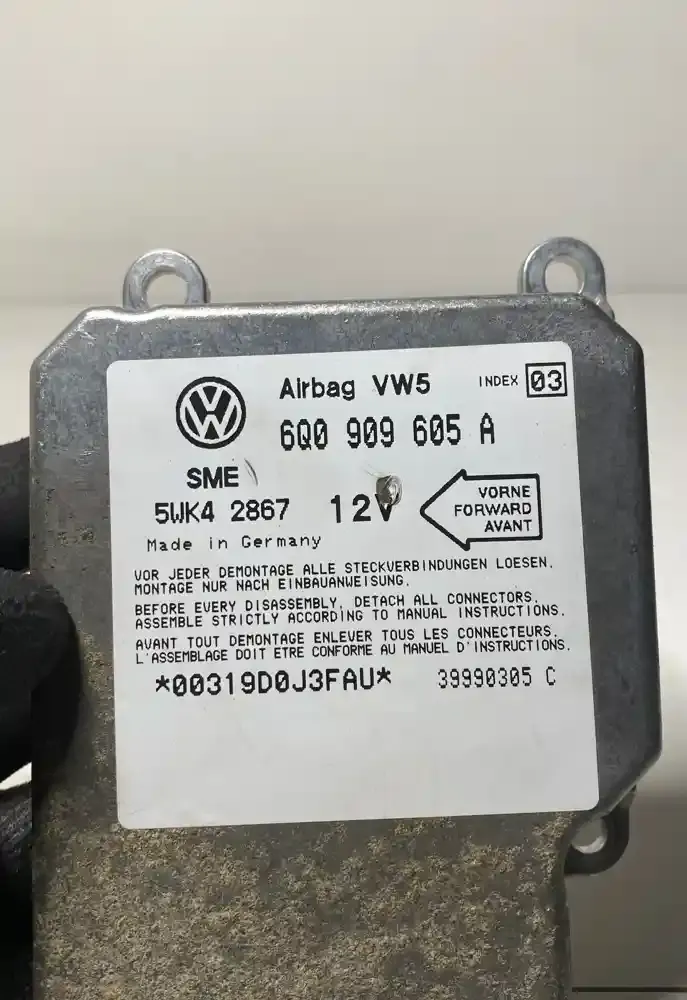 Airbag VW5 INDEX 03
6Q0 909 605 A
SME
5WK4 2867 12V
VORNE
FORWARD
AVANT
Made in Germany
VOR JEDER DEMONTAGE ALLE STECKVERBINDUNGEN LOESEN.
MONTAGE NUR NACH EINBAUANWEISUNG.
BEFORE EVERY DISASSEMBLY, DETACH ALL CONNECTORS.
ASSEMBLE STRICTLY ACCORDING TO MANUAL INSTRUCTIONS.
AVANT TOUT DEMONTAGE ENLEVER TOUS LES CONNECTEURS.
L'ASSEMBLAGE DOIT ETRE CONFORME AU MANUEL D'INSTRUCTIONS.
*00319D0J3FAU* 39990305 C